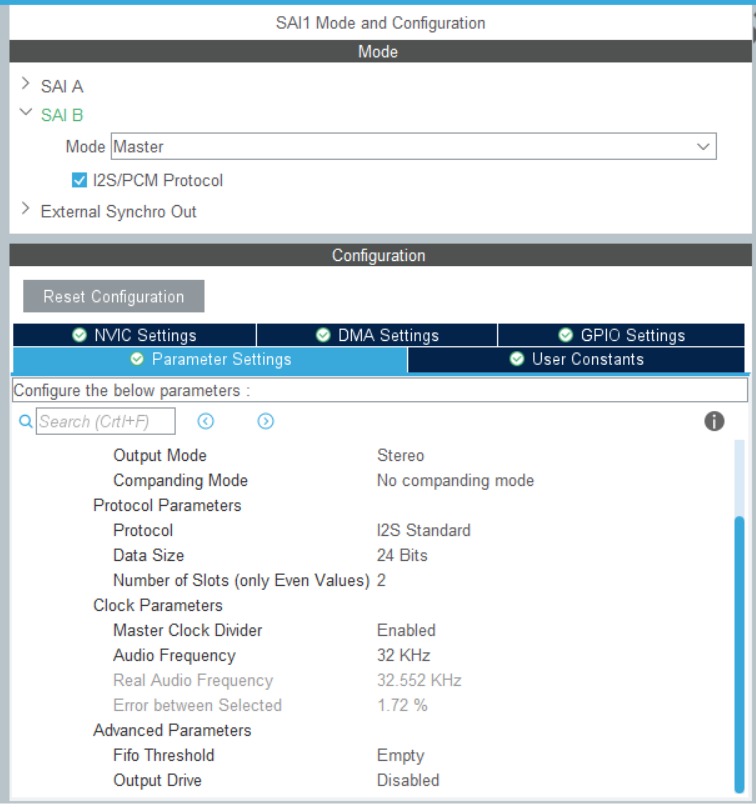 SAI1 Mode and Configuration
Mode
SAI A
SAI B
Mode Master
I2S/PCM Protocol
External Synchro Out
Configuration
Reset Configuration
NVIC Settings DMA Settings GPIO Settings
Parameter Settings User Constants
Configure the below parameters :
Search (Crtl+F)
Output Mode Stereo
Companding Mode No companding mode
Protocol Parameters
Protocol I2S Standard
Data Size 24 Bits
Number of Slots (only Even Values) 2
Clock Parameters
Master Clock Divider Enabled
Audio Frequency 32 KHz
Real Audio Frequency 32.552 KHz
Error between Selected 1.72 %
Advanced Parameters
Fifo Threshold Empty
Output Drive Disabled